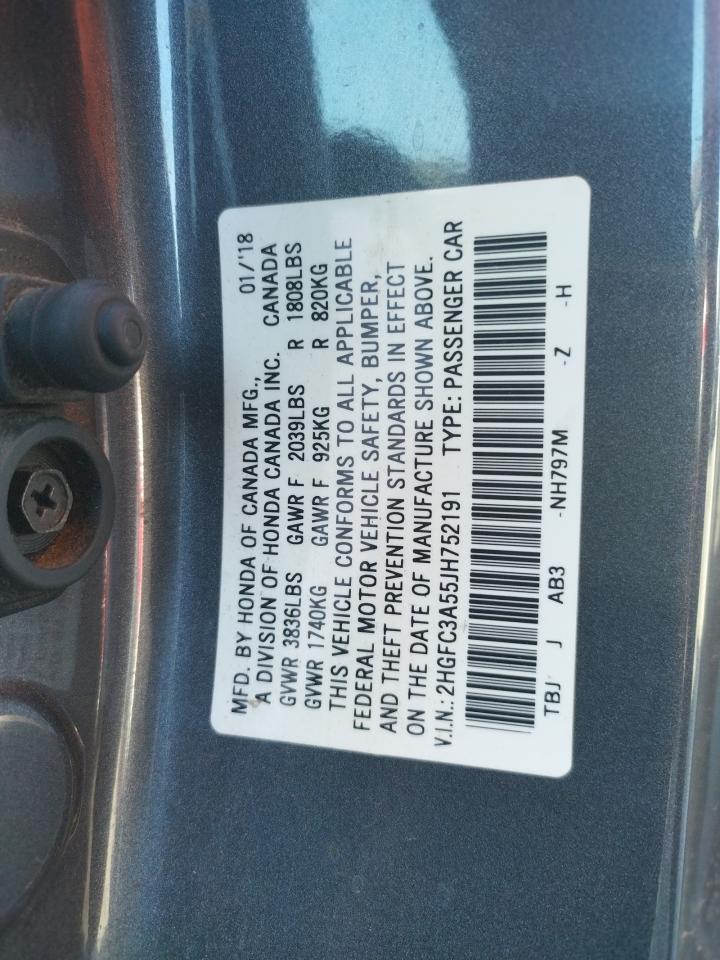 MFD. BY HONDA OF CANADA MFG., 01/'18
A DIVISION OF HONDA CANADA INC. CANADA
GVWR 3836LBS GAWR F 2039LBS R 1808LBS
GVWR 1740KG GAWR F 925KG R 820KG
THIS VEHICLE CONFORMS TO ALL APPLICABLE
FEDERAL MOTOR VEHICLE SAFETY, BUMPER,
AND THEFT PREVENTION STANDARDS IN EFFECT
ON THE DATE OF MANUFACTURE SHOWN ABOVE.
V.I.N.: 2HGFC3A55JH752191 TYPE: PASSENGER CAR
TBJ J AB3 -NH797M -Z -H